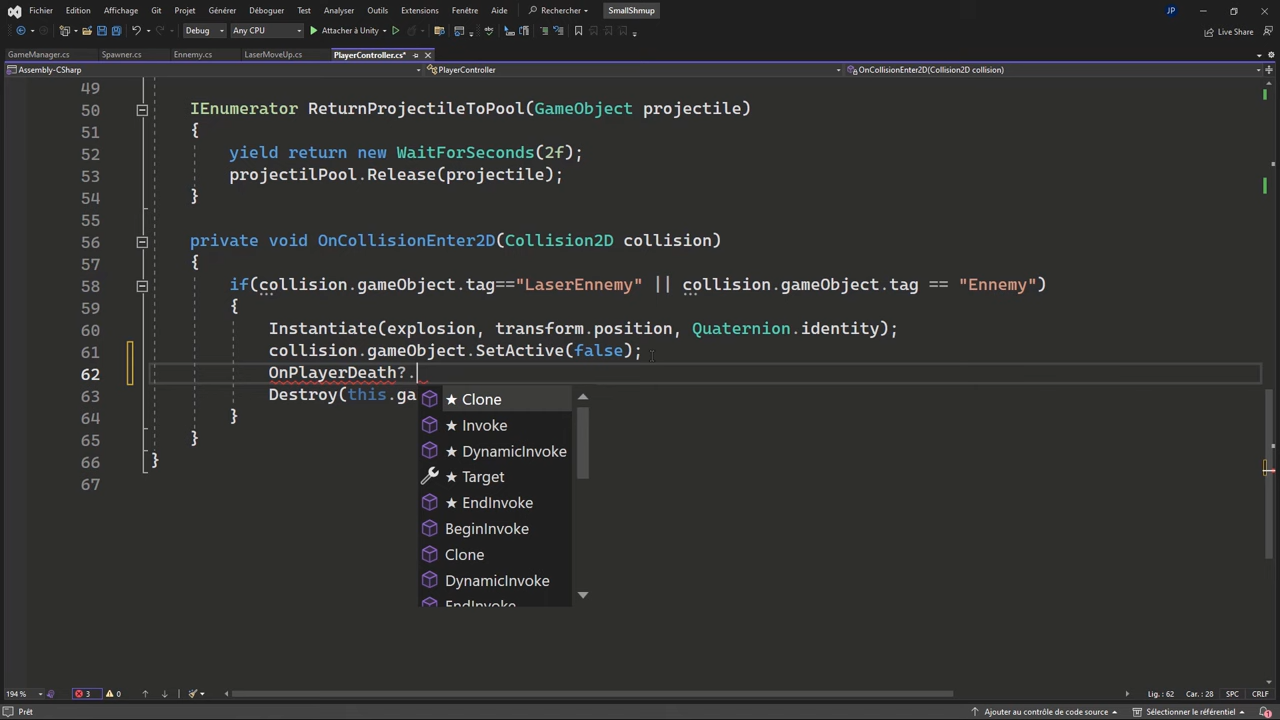 Fichier Edition Affichage Git Projet Générer Déboguer Test Analyser Outils Extensions Fenêtre Aide Rechercher SmallShmup JP
Debug Any CPU Attacher à Unity Live Share
GameManager.cs Spawner.cs Ennemy.cs LaserMoveUp.cs PlayerController.cs*
Assembly-CSharp PlayerController OnCollisionEnter2D(Collision2D collision)
49
50 IEnumerator ReturnProjectileToPool(GameObject projectile)
51 {
52 yield return new WaitForSeconds(2f);
53 projectilPool.Release(projectile);
54 }
55
56 private void OnCollisionEnter2D(Collision2D collision)
57 {
58 if(collision.gameObject.tag=="LaserEnnemy" || collision.gameObject.tag == "Ennemy")
59 {
60 Instantiate(explosion, transform.position, Quaternion.identity);
61 collision.gameObject.SetActive(false);
62 OnPlayerDeath?.
63 Destroy(this.ga
64 }
65 }
66 }
67
★ Clone
★ Invoke
★ DynamicInvoke
★ Target
★ EndInvoke
BeginInvoke
Clone
DynamicInvoke
EndInvoke
194 % 3 0 Lig. : 62 Car. : 28 SPC CRLF
Prêt Ajouter au contrôle de code source Sélectionner le référentiel 1